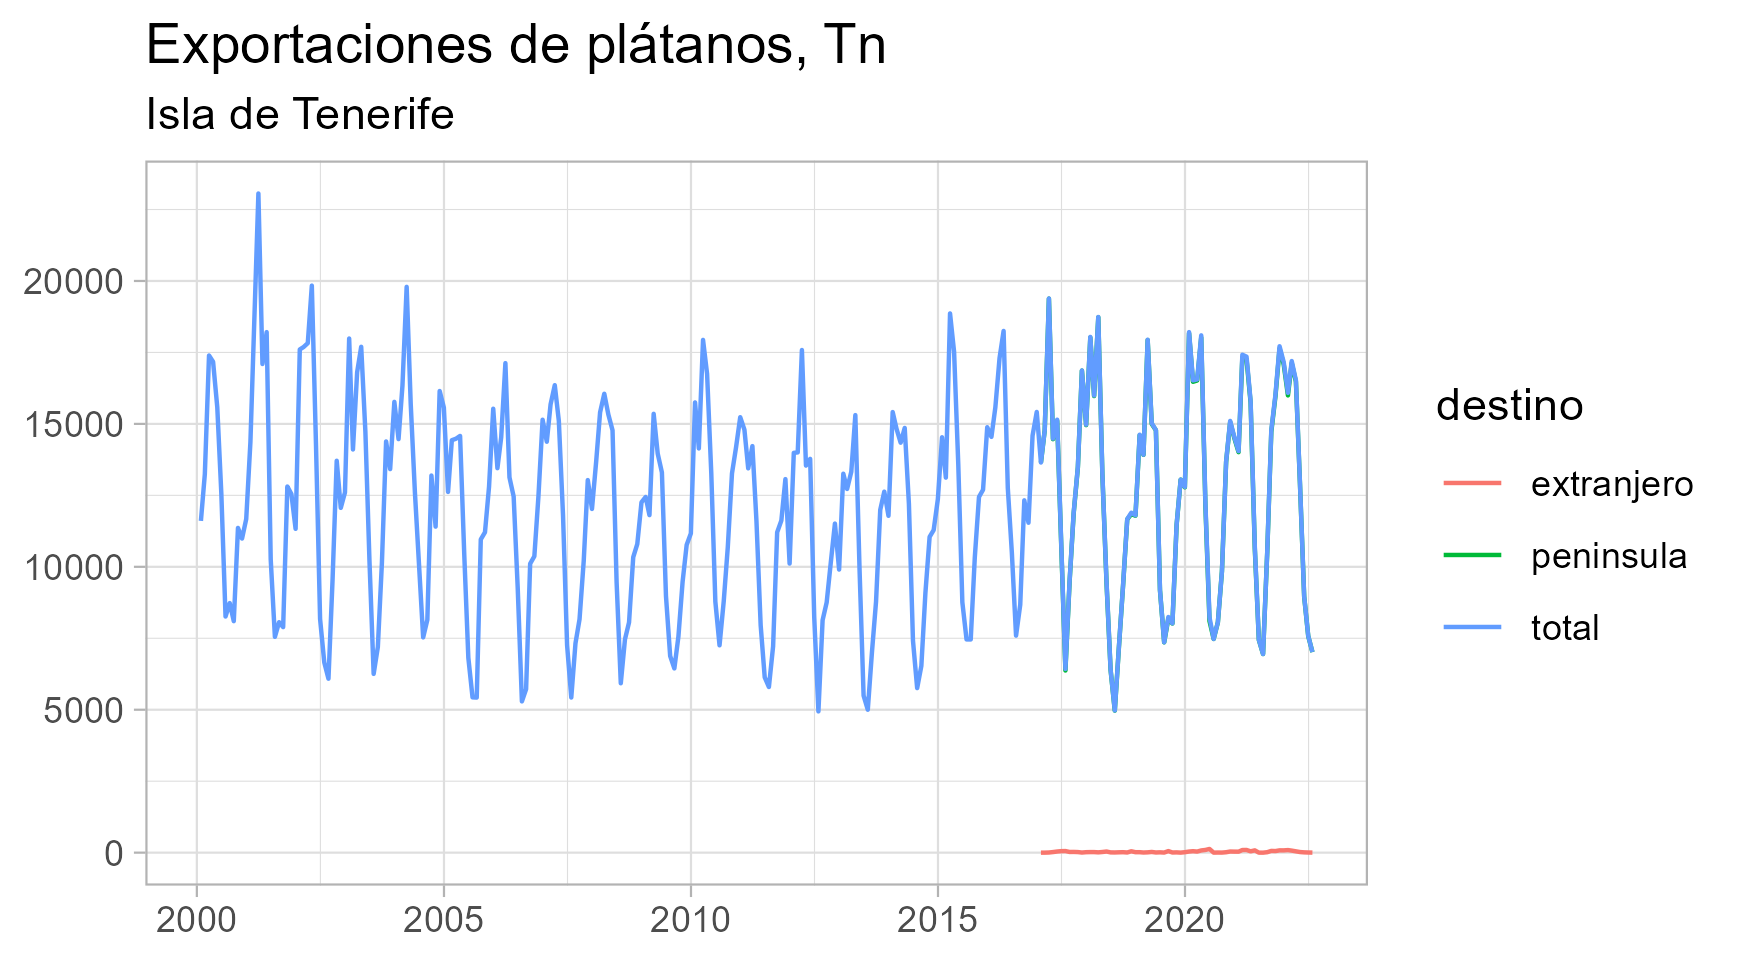 Exportaciones de plátanos, Tn
Isla de Tenerife
20000
15000
10000
5000
0
2000 2005 2010 2015 2020
destino
extranjero
peninsula
total